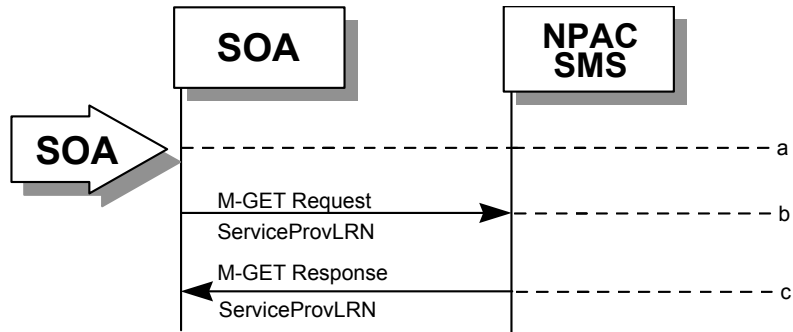 SOA
NPAC
SMS
SOA
a
M-GET Request
b
ServiceProvLRN
M-GET Response
c
ServiceProvLRN